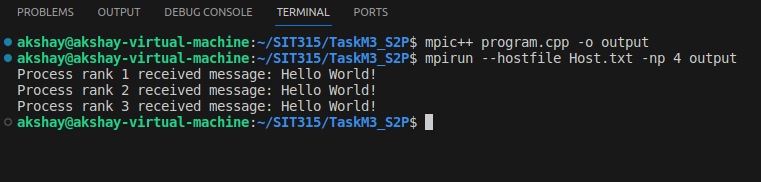 PROBLEMS OUTPUT DEBUG CONSOLE TERMINAL PORTS
akshay@akshay-virtual-machine:~/SIT315/TaskM3_S2P$ mpic++ program.cpp -o output
akshay@akshay-virtual-machine:~/SIT315/TaskM3_S2P$ mpirun --hostfile Host.txt -np 4 output
Process rank 1 received message: Hello World!
Process rank 2 received message: Hello World!
Process rank 3 received message: Hello World!
akshay@akshay-virtual-machine:~/SIT315/TaskM3_S2P$